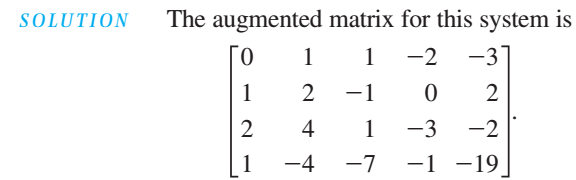 SOLUTION The augmented matrix for this system is
0 1 1 −2 −3
1 2 −1 0 2
2 4 1 −3 −2
1 −4 −7 −1 −19 .